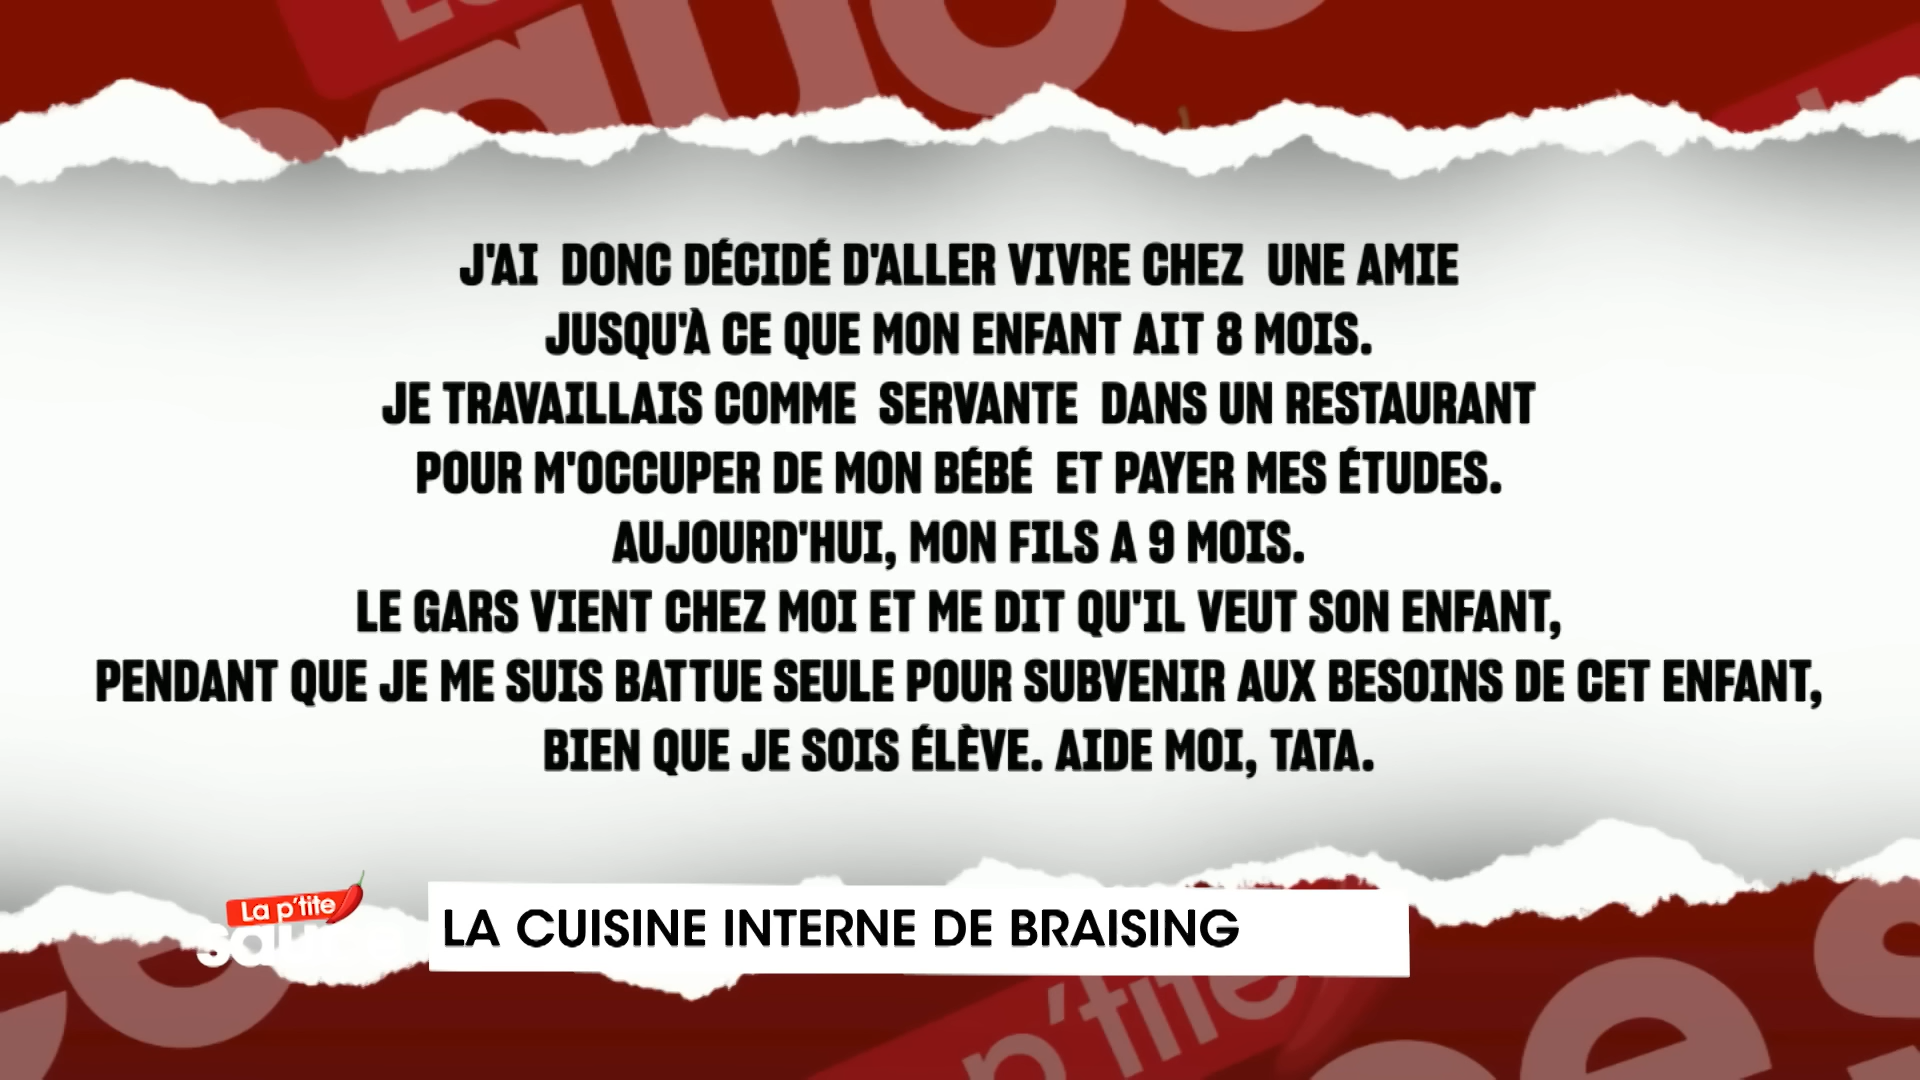 J'AI DONC DÉCIDÉ D'ALLER VIVRE CHEZ UNE AMIE
JUSQU'À CE QUE MON ENFANT AIT 8 MOIS.
JE TRAVAILLAIS COMME SERVANTE DANS UN RESTAURANT
POUR M'OCCUPER DE MON BÉBÉ ET PAYER MES ÉTUDES.
AUJOURD'HUI, MON FILS A 9 MOIS.
LE GARS VIENT CHEZ MOI ET ME DIT QU'IL VEUT SON ENFANT,
PENDANT QUE JE ME SUIS BATTUE SEULE POUR SUBVENIR AUX BESOINS DE CET ENFANT,
BIEN QUE JE SOIS ÉLÈVE. AIDE MOI, TATA.
La p'tite
sauce
LA CUISINE INTERNE DE BRAISING
p'tite